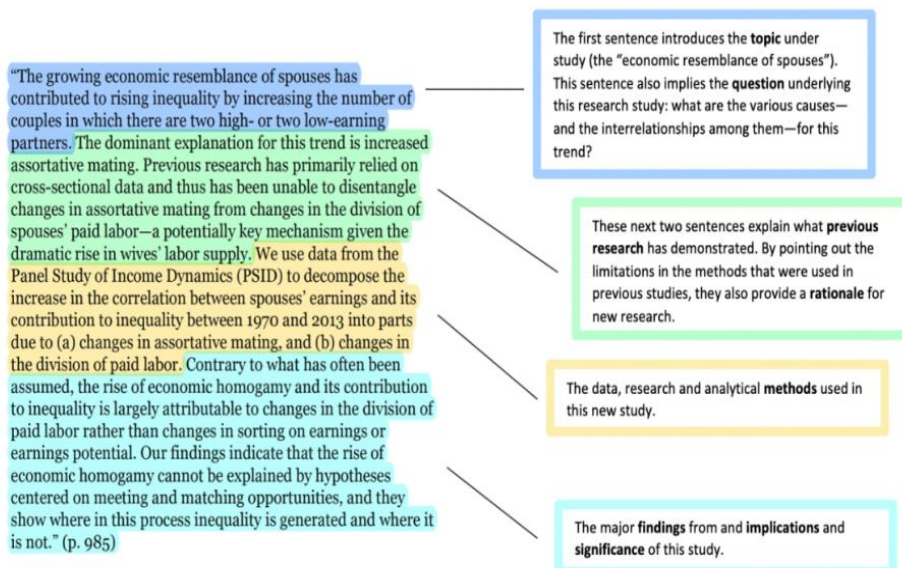 “The growing economic resemblance of spouses has
contributed to rising inequality by increasing the number of
couples in which there are two high- or two low-earning
partners. The dominant explanation for this trend is increased
assortative mating. Previous research has primarily relied on
cross-sectional data and thus has been unable to disentangle
changes in assortative mating from changes in the division of
spouses’ paid labor—a potentially key mechanism given the
dramatic rise in wives’ labor supply. We use data from the
Panel Study of Income Dynamics (PSID) to decompose the
increase in the correlation between spouses’ earnings and its
contribution to inequality between 1970 and 2013 into parts
due to (a) changes in assortative mating, and (b) changes in
the division of paid labor. Contrary to what has often been
assumed, the rise of economic homogamy and its contribution
to inequality is largely attributable to changes in the division of
paid labor rather than changes in sorting on earnings or
earnings potential. Our findings indicate that the rise of
economic homogamy cannot be explained by hypotheses
centered on meeting and matching opportunities, and they
show where in this process inequality is generated and where it
is not.” (p. 985)
The first sentence introduces the topic under
study (the “economic resemblance of spouses”).
This sentence also implies the question underlying
this research study: what are the various causes—
and the interrelationships among them—for this
trend?
These next two sentences explain what previous
research has demonstrated. By pointing out the
limitations in the methods that were used in
previous studies, they also provide a rationale for
new research.
The data, research and analytical methods used in
this new study.
The major findings from and implications and
significance of this study.